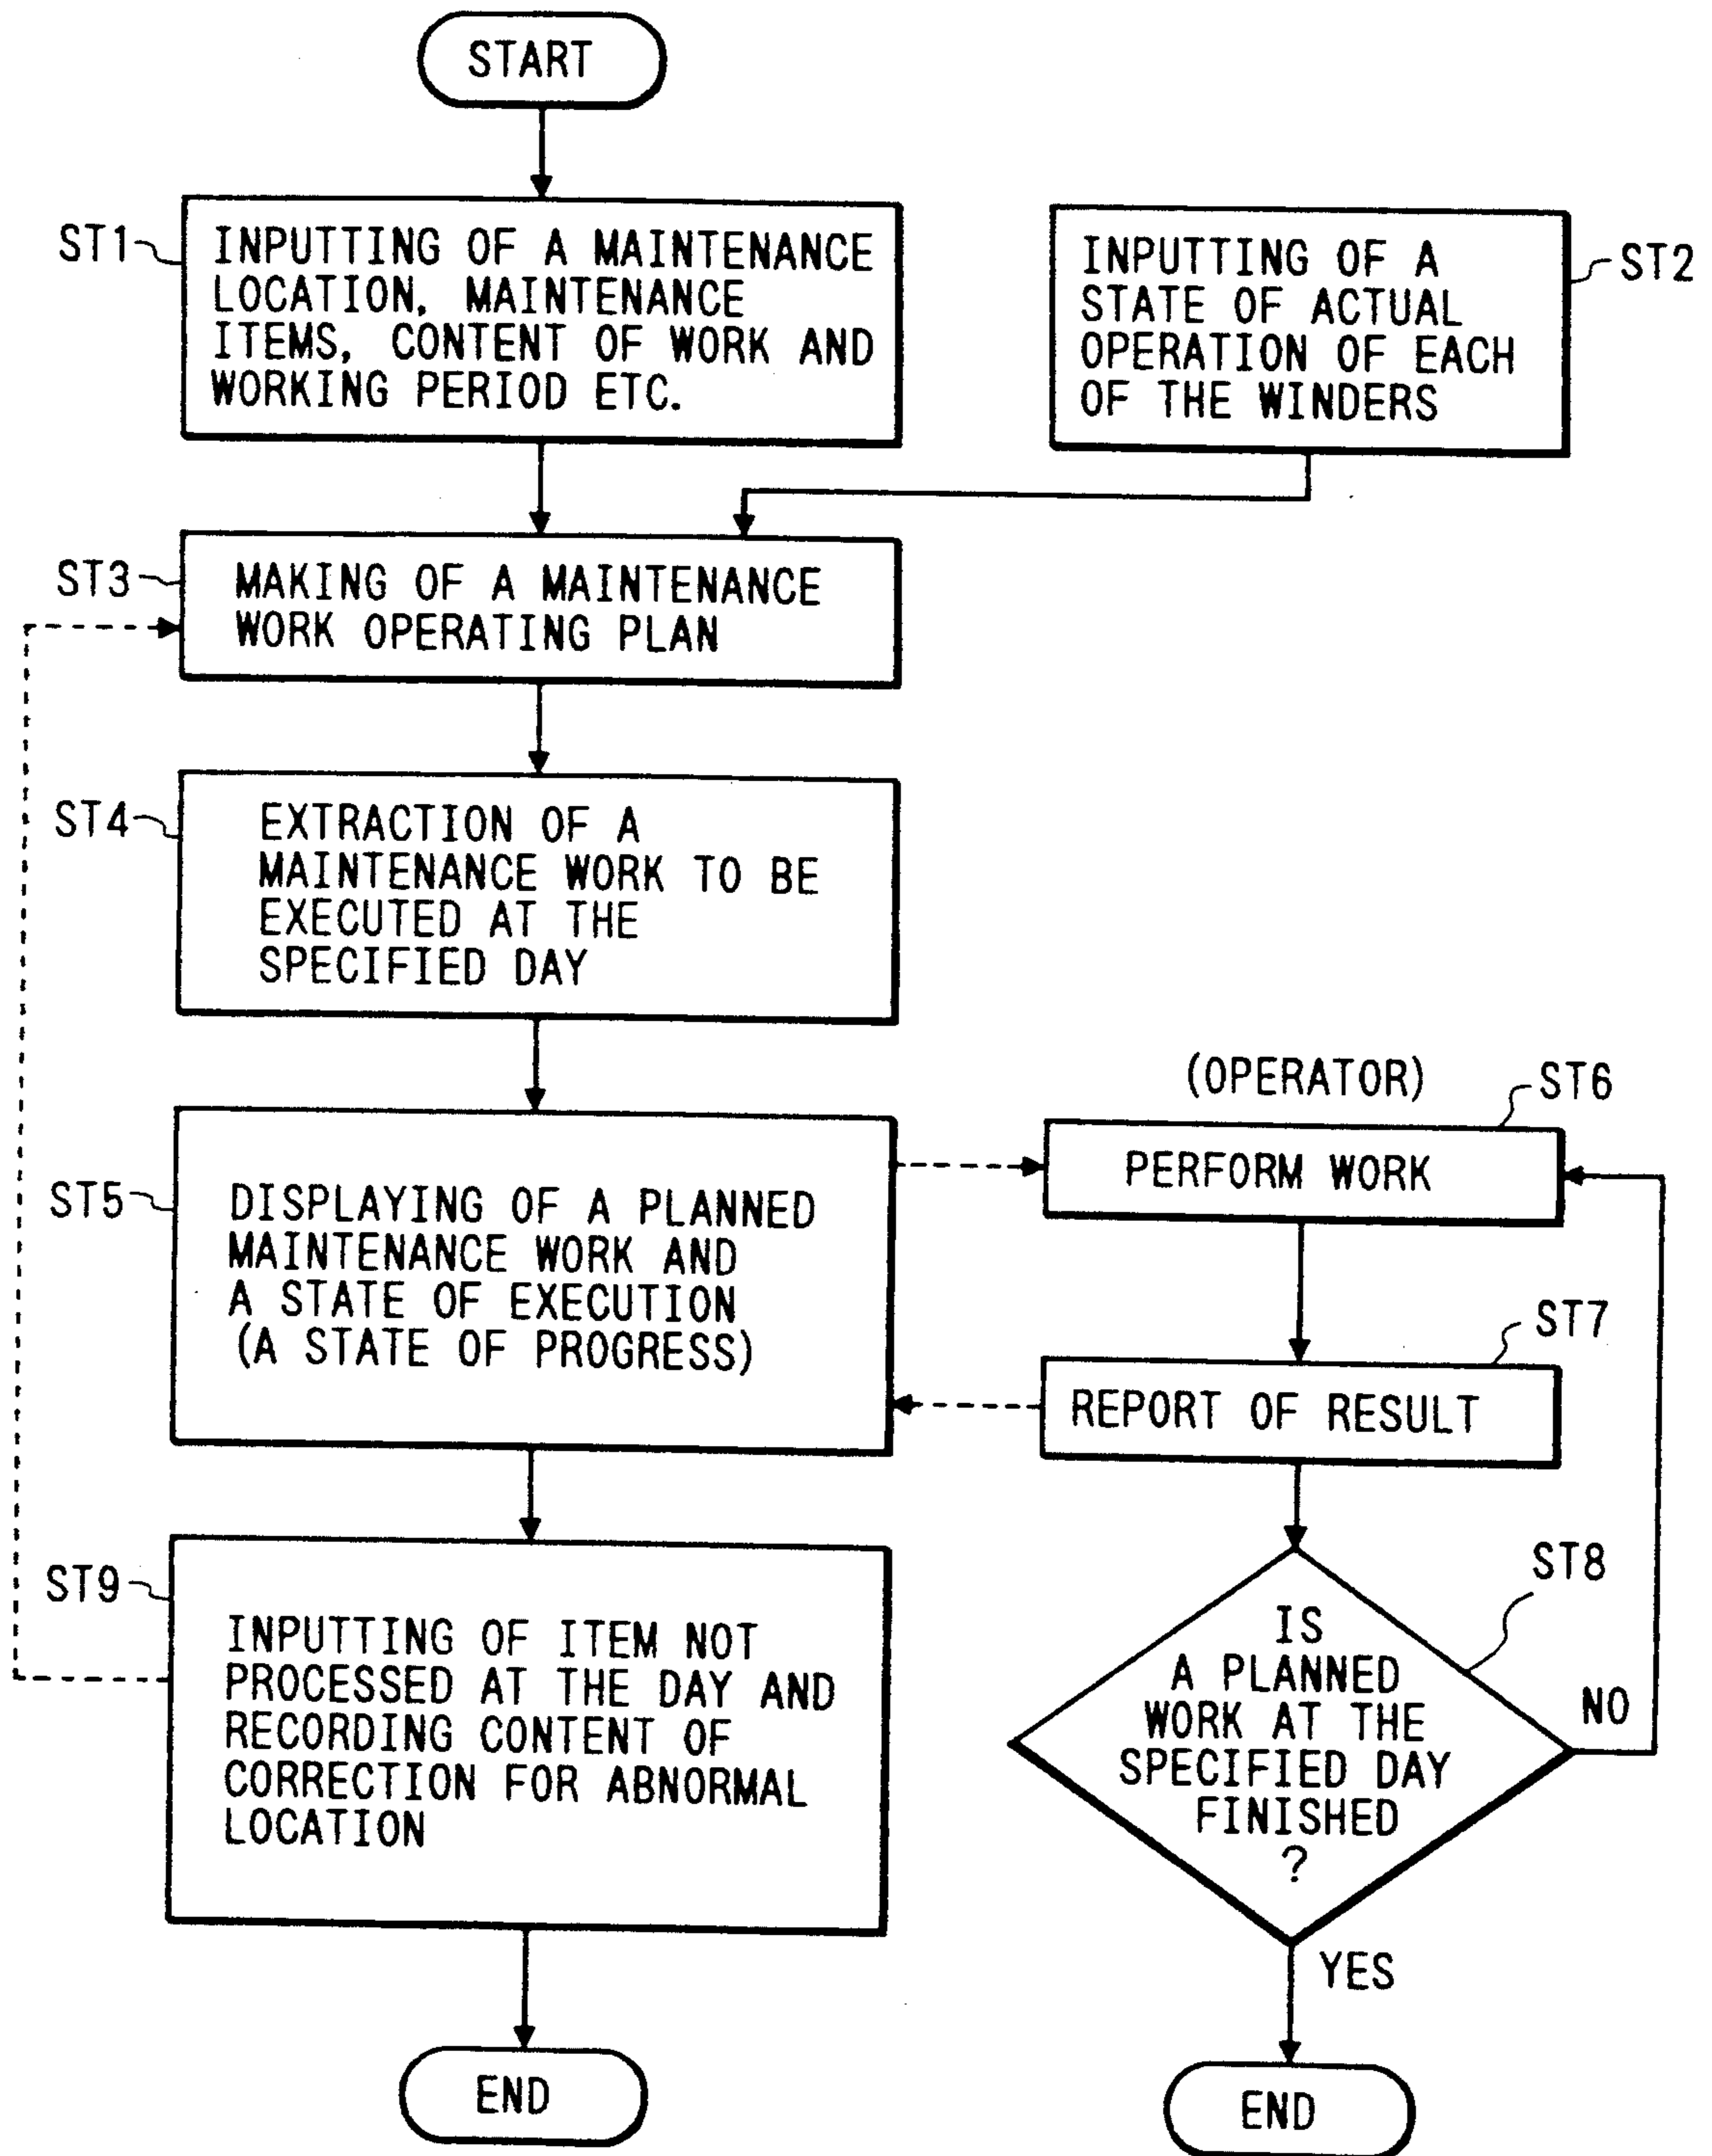 START
ST1
INPUTTING OF A MAINTENANCE
LOCATION, MAINTENANCE
ITEMS, CONTENT OF WORK AND
WORKING PERIOD ETC.
ST2
INPUTTING OF A
STATE OF ACTUAL
OPERATION OF EACH
OF THE WINDERS
ST3
MAKING OF A MAINTENANCE
WORK OPERATING PLAN
ST4
EXTRACTION OF A
MAINTENANCE WORK TO BE
EXECUTED AT THE
SPECIFIED DAY
ST5
DISPLAYING OF A PLANNED
MAINTENANCE WORK AND
A STATE OF EXECUTION
(A STATE OF PROGRESS)
(OPERATOR)
ST6
PERFORM WORK
ST7
REPORT OF RESULT
ST8
IS
A PLANNED
WORK AT THE
SPECIFIED DAY
FINISHED
?
NO
YES
END
ST9
INPUTTING OF ITEM NOT
PROCESSED AT THE DAY AND
RECORDING CONTENT OF
CORRECTION FOR ABNORMAL
LOCATION
END